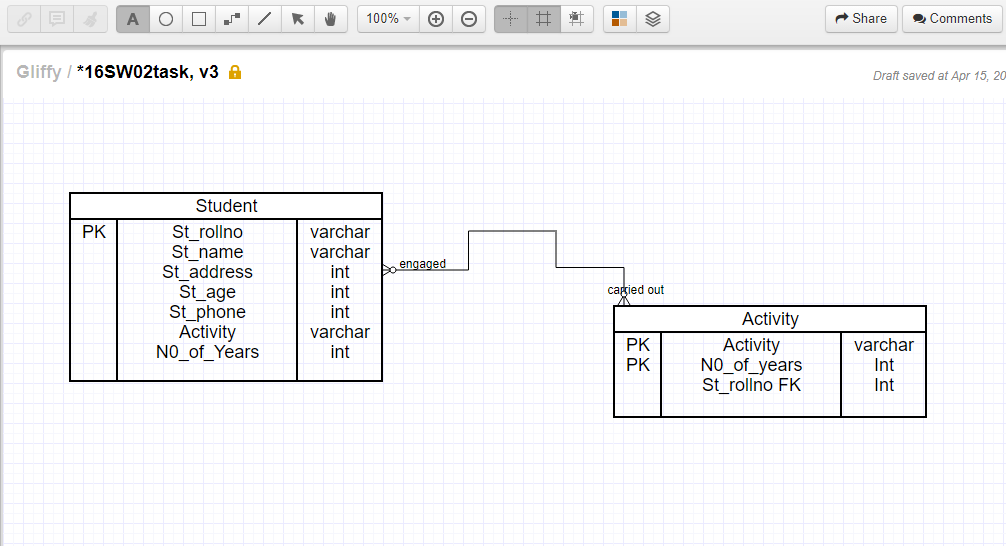 A 100% Share Comments
Gliffy / *16SW02task, v3
Draft saved at Apr 15, 20
Student
PK St_rollno varchar
St_name varchar
St_address int
St_age int
St_phone int
Activity varchar
N0_of_Years int
engaged
carried out
Activity
PK Activity varchar
PK N0_of_years Int
St_rollno FK Int